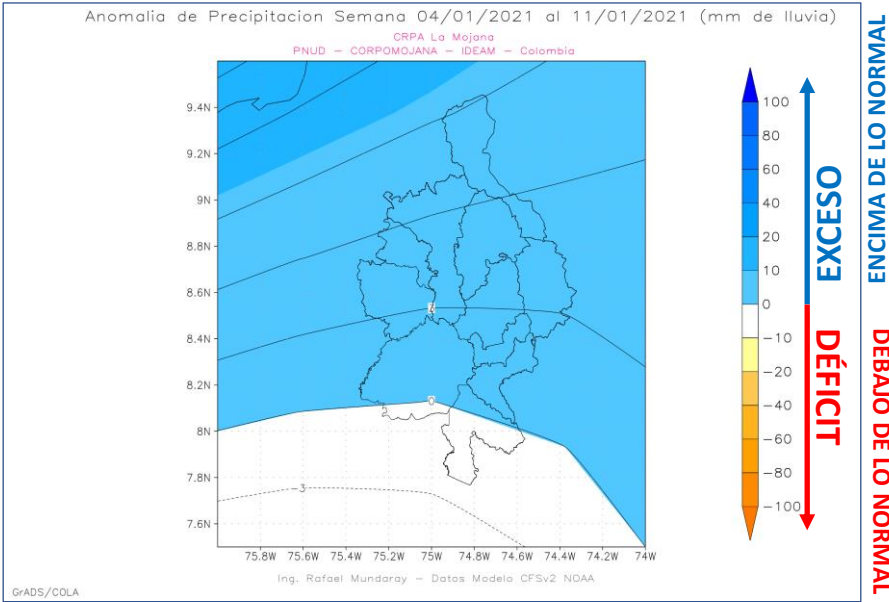 Anomalia de Precipitacion Semana 04/01/2021 al 11/01/2021 (mm de lluvia)
CRPA La Mojana
PNUD – CORPOMOJANA – IDEAM – Colombia
9.4N
9.2N
9N
8.8N
8.6N
8.4N
8.2N
8N
7.8N
7.6N
0
2
–3
75.8W
75.6W
75.4W
75.2W
75W
74.8W
74.6W
74.4W
74.2W
74W
100
80
60
40
20
10
0
–10
–20
–40
–60
–80
–100
EXCESO
DÉFICIT
ENCIMA DE LO NORMAL
DEBAJO DE LO NORMAL
Ing. Rafael Mundaray – Datos Modelo CFSv2 NOAA
GrADS/COLA